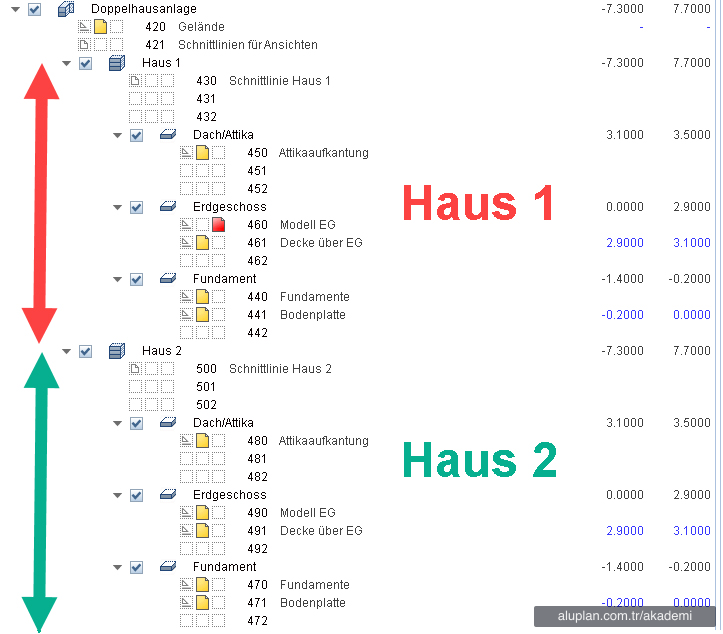 Doppelhausanlage -7.3000 7.7000
420 Gelände - -
421 Schnittlinien für Ansichten - -
Haus 1 -7.3000 7.7000
430 Schnittlinie Haus 1
431
432
Dach/Attika 3.1000 3.5000
450 Attikaaufkantung
451
452
Haus 1
Erdgeschoss 0.0000 2.9000
460 Modell EG
461 Decke über EG 2.9000 3.1000
462
Fundament -1.4000 -0.2000
440 Fundamente
441 Bodenplatte -0.2000 0.0000
442
Haus 2 -7.3000 7.7000
500 Schnittlinie Haus 2
501
502
Dach/Attika 3.1000 3.5000
480 Attikaaufkantung
481
482
Haus 2
Erdgeschoss 0.0000 2.9000
490 Modell EG
491 Decke über EG 2.9000 3.1000
492
Fundament -1.4000 -0.2000
470 Fundamente
471 Bodenplatte -0.2000 0.0000
472
aluplan.com.tr/akademi